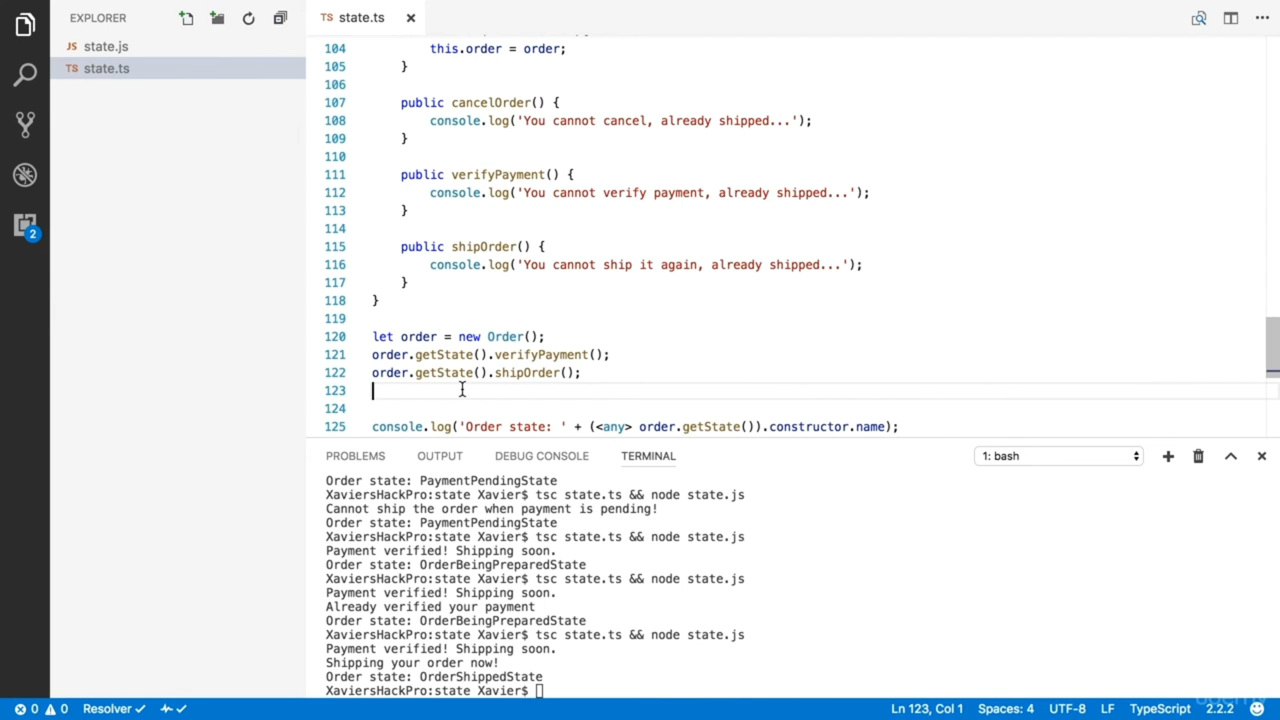 EXPLORER
TS state.ts
JS state.js
TS state.ts
104 this.order = order;
105 }
106
107 public cancelOrder() {
108 console.log('You cannot cancel, already shipped...');
109 }
110
111 public verifyPayment() {
112 console.log('You cannot verify payment, already shipped...');
113 }
114
115 public shipOrder() {
116 console.log('You cannot ship it again, already shipped...');
117 }
118 }
119
120 let order = new Order();
121 order.getState().verifyPayment();
122 order.getState().shipOrder();
123
124
125 console.log('Order state: ' + (<any> order.getState()).constructor.name);
2
PROBLEMS OUTPUT DEBUG CONSOLE TERMINAL 1: bash
Order state: PaymentPendingState
XaviersHackPro:state Xavier$ tsc state.ts && node state.js
Cannot ship the order when payment is pending!
Order state: PaymentPendingState
XaviersHackPro:state Xavier$ tsc state.ts && node state.js
Payment verified! Shipping soon.
Order state: OrderBeingPreparedState
XaviersHackPro:state Xavier$ tsc state.ts && node state.js
Payment verified! Shipping soon.
Already verified your payment
Order state: OrderBeingPreparedState
XaviersHackPro:state Xavier$ tsc state.ts && node state.js
Payment verified! Shipping soon.
Shipping your order now!
Order state: OrderShippedState
XaviersHackPro:state Xavier$
0 0 Resolver Ln 123, Col 1 Spaces: 4 UTF-8 LF TypeScript 2.2.2